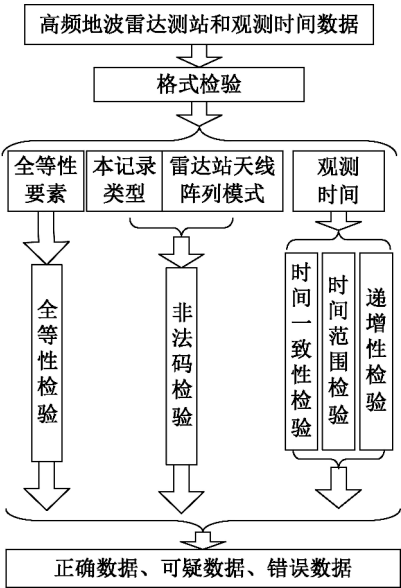 高频地波雷达测站和观测时间数据
格式检验
全等性
要素
本记录
类型
雷达站天线
阵列模式
观测
时间
全等性检验
非法码检验
时间一致性检验
时间范围检验
递增性检验
正确数据、可疑数据、错误数据